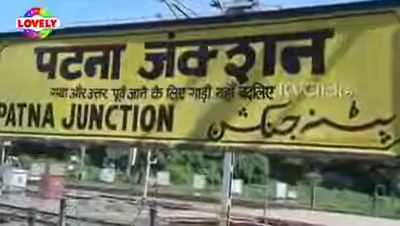 LOVELY
पटना जंक्शन
गया और उत्तर पूर्व जाने के लिए गाड़ी यहाँ बदलिए
PATNA JUNCTION پٹنہ جنکشن